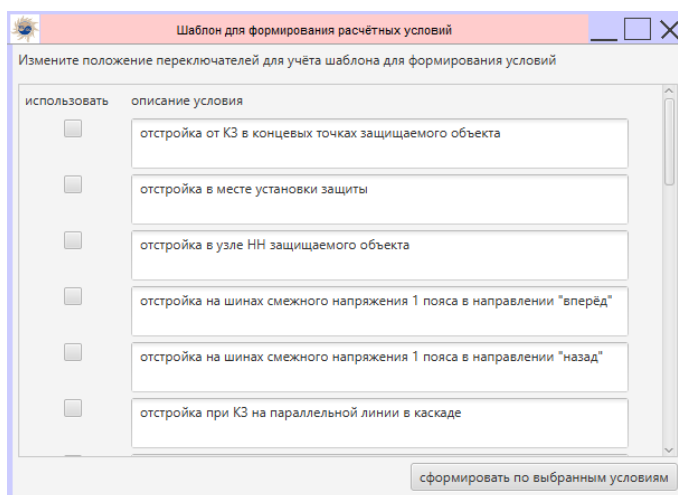 Шаблон для формирования расчётных условий
Измените положение переключателей для учёта шаблона для формирования условий
использовать описание условия
отстройка от КЗ в концевых точках защищаемого объекта
отстройка в месте установки защиты
отстройка в узле НН защищаемого объекта
отстройка на шинах смежного напряжения 1 пояса в направлении "вперёд"
отстройка на шинах смежного напряжения 1 пояса в направлении "назад"
отстройка при КЗ на параллельной линии в каскаде
сформировать по выбранным условиям